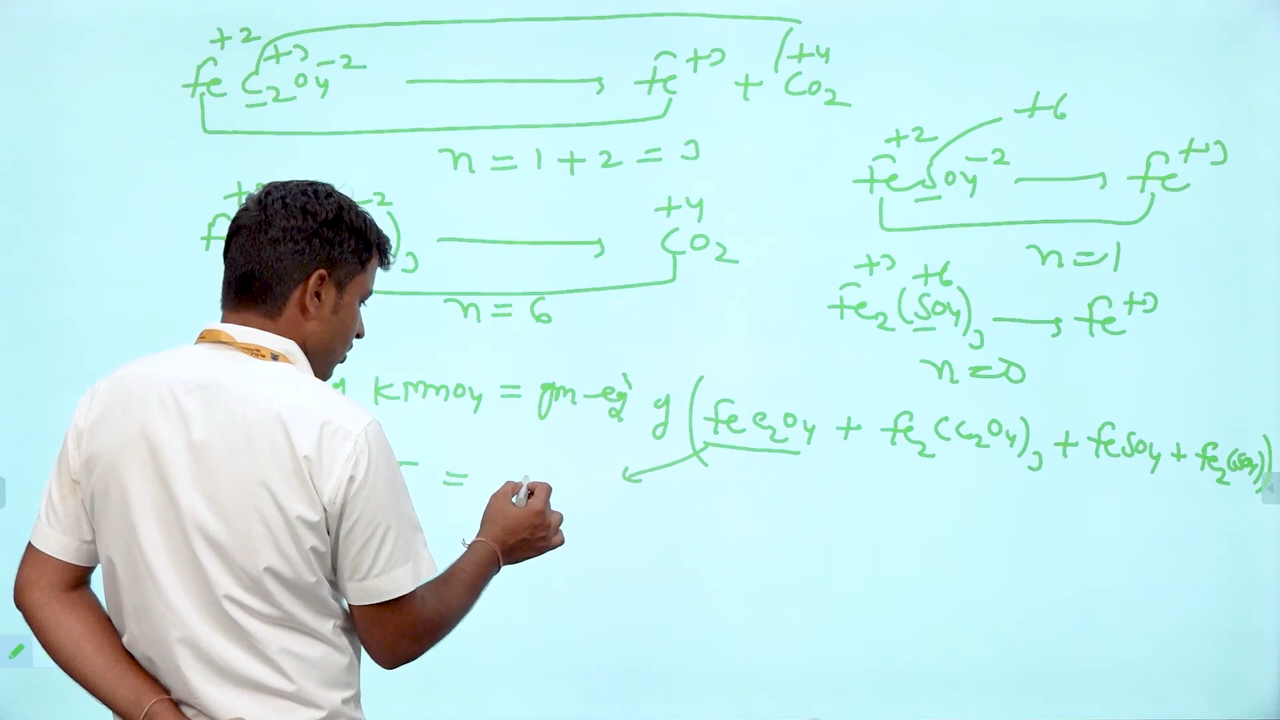 +2 +3 -2 +3 +4
Fe C2O4 ⟶ Fe + CO2
n = 1 + 2 = 3
-2 +4
)3 ⟶ CO2
n = 6
+2 +6 -2 +3
FeSO4 ⟶ Fe
n = 1
+3 +6 +3
Fe2(SO4)3 ⟶ Fe
n = 0
KMnO4 = gm-eq of (FeC2O4 + Fe2(C2O4)3 + FeSO4 + Fe2(SO4)3)
=